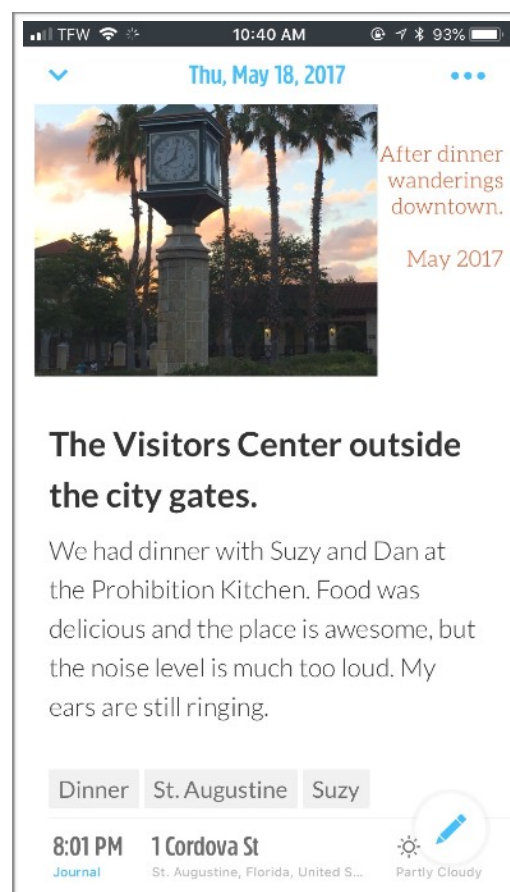 TFW 10:40 AM 93%
Thu, May 18, 2017
After dinner
wanderings
downtown.
May 2017
The Visitors Center outside
the city gates.
We had dinner with Suzy and Dan at
the Prohibition Kitchen. Food was
delicious and the place is awesome, but
the noise level is much too loud. My
ears are still ringing.
Dinner St. Augustine Suzy
8:01 PM 1 Cordova St
Journal St. Augustine, Florida, United S... Partly Cloudy